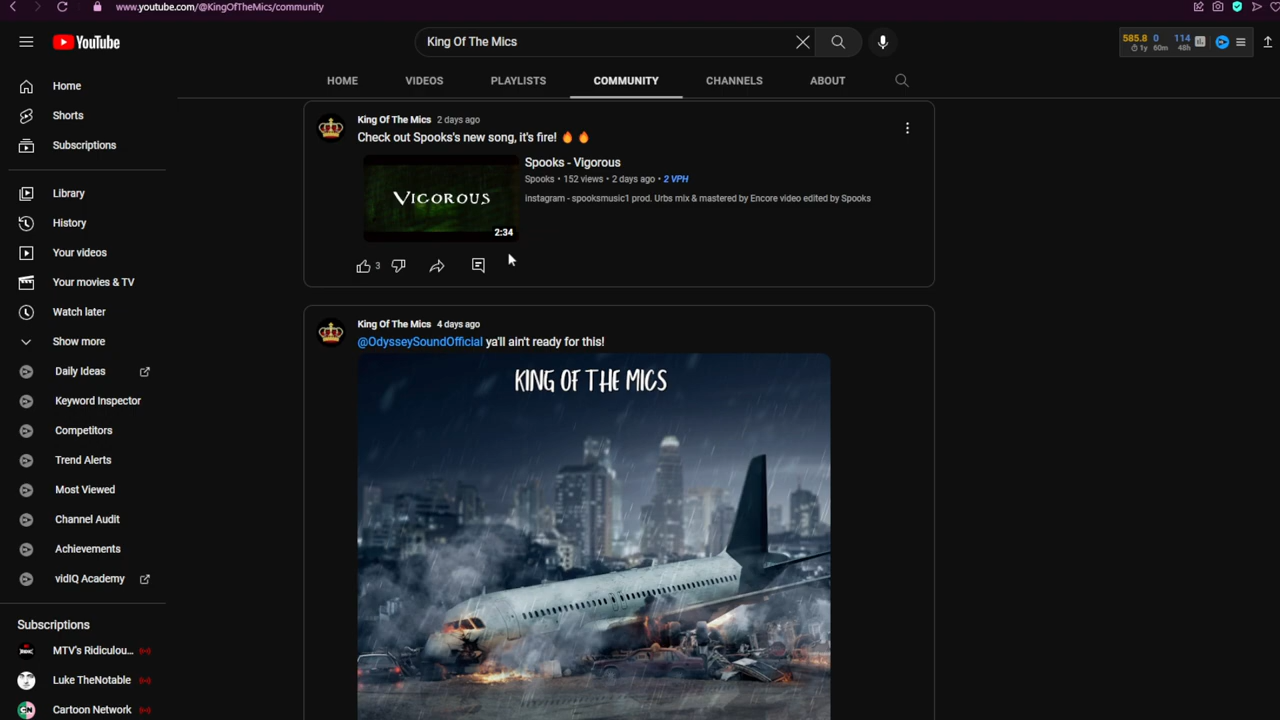 www.youtube.com/@KingOfTheMics/community
YouTube
King Of The Mics
585.8 0 114
1y 60m 48h
HOME VIDEOS PLAYLISTS COMMUNITY CHANNELS ABOUT
Home
Shorts
Subscriptions
Library
History
Your videos
Your movies & TV
Watch later
Show more
Daily Ideas
Keyword Inspector
Competitors
Trend Alerts
Most Viewed
Channel Audit
Achievements
vidIQ Academy
Subscriptions
MTV's Ridiculou...
Luke TheNotable
Cartoon Network
King Of The Mics 2 days ago
Check out Spooks's new song, it's fire! 🔥 🔥
VIGOROUS
2:34
Spooks - Vigorous
Spooks • 152 views • 2 days ago • 2 VPH
instagram - spooksmusic1 prod. Urbs mix & mastered by Encore video edited by Spooks
3
King Of The Mics 4 days ago
@OdysseySoundOfficial ya'll ain't ready for this!
KING OF THE MICS